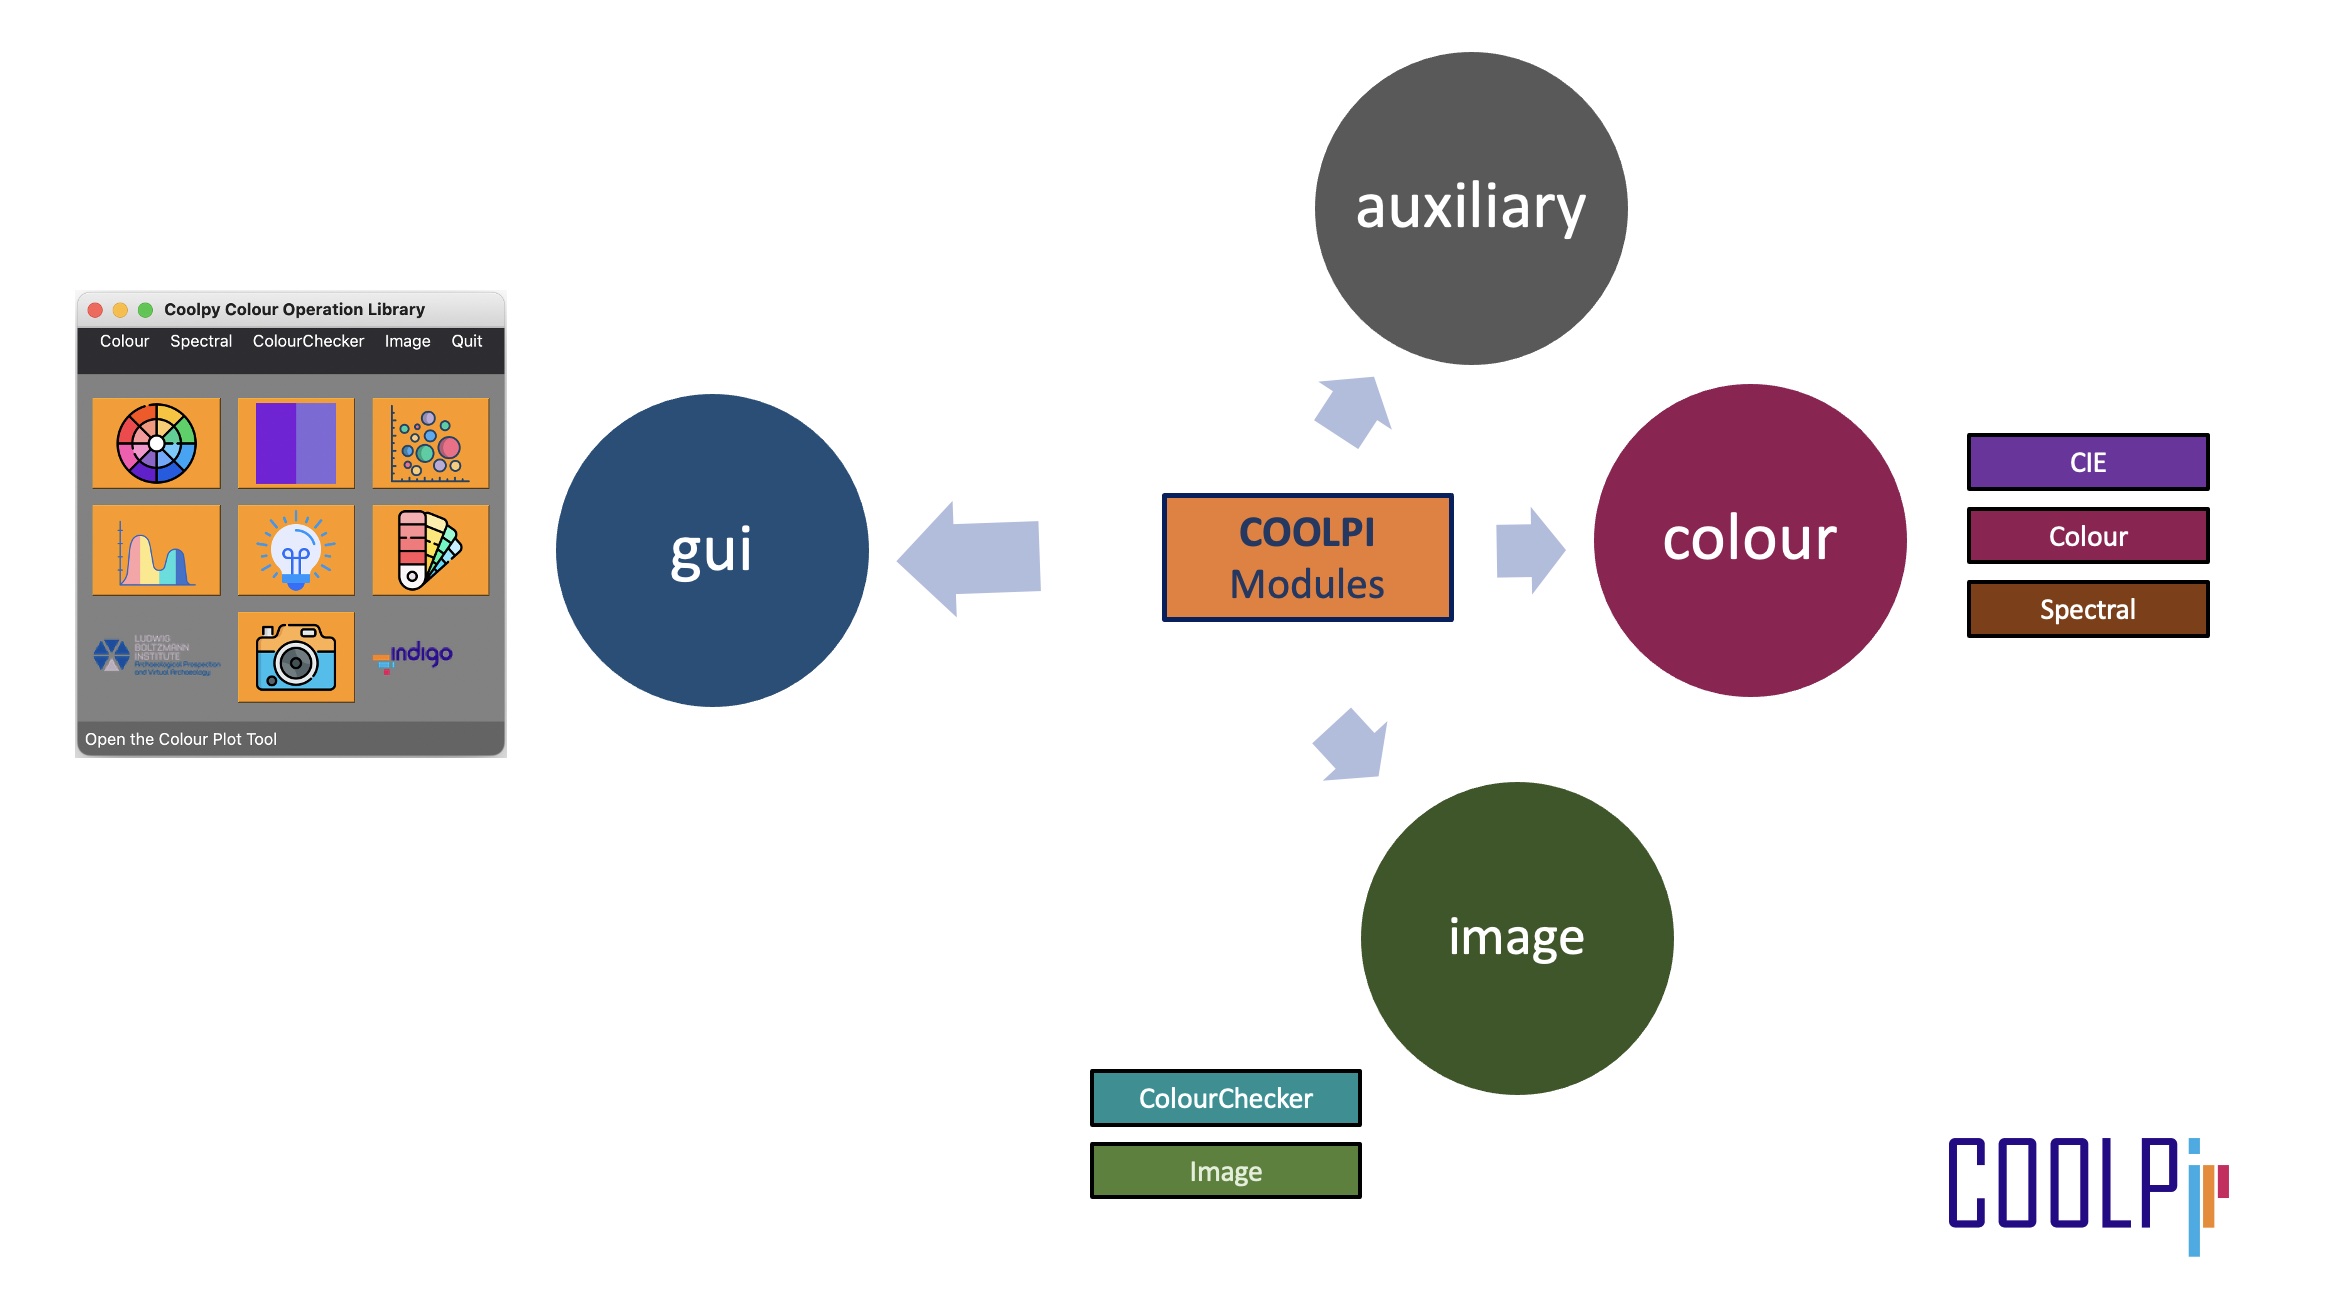 auxiliary
Coolpy Colour Operation Library
Colour Spectral ColourChecker Image Quit
LUDWIG
BOLTZMANN
INSTITUTE
Archaeological Prospection
and Virtual Archaeology
indigo
Open the Colour Plot Tool
gui
COOLPI
Modules
colour
CIE
Colour
Spectral
image
ColourChecker
Image
COOLPi